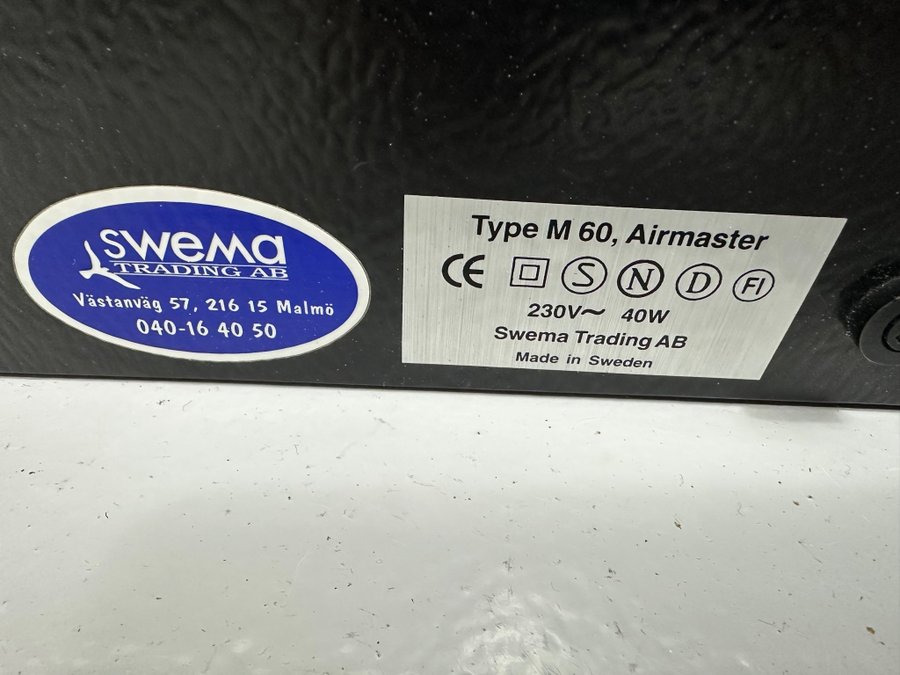 swema
TRADING AB
Västanväg 57, 216 15 Malmö
040-16 40 50
Type M 60, Airmaster
CE S N D FI
230V~ 40W
Swema Trading AB
Made in Sweden